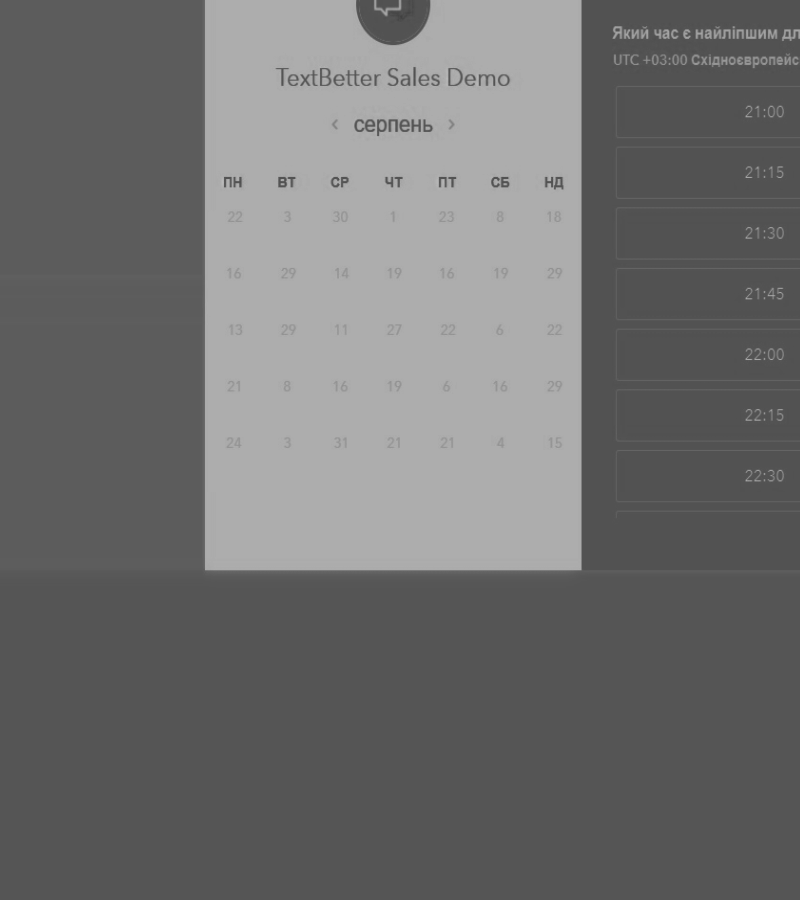 TextBetter Sales Demo
‹ серпень ›
ПН ВТ СР ЧТ ПТ СБ НД
22 3 30 1 23 8 18
16 29 14 19 16 19 29
13 29 11 27 22 6 22
21 8 16 19 6 16 29
24 3 31 21 21 4 15
Який час є найліпшим дл
UTC +03:00 Східноєвропейс
21:00
21:15
21:30
21:45
22:00
22:15
22:30